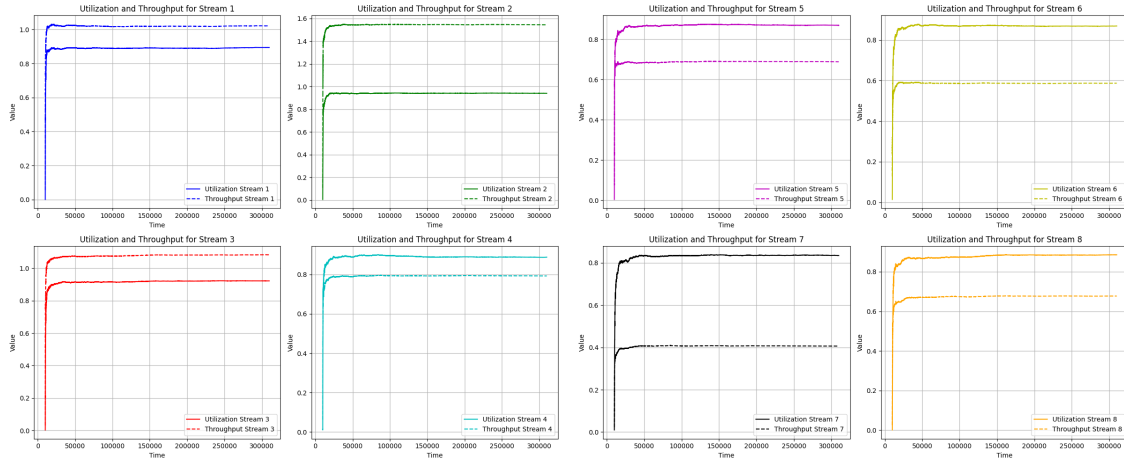 Utilization and Throughput for Stream 1
Value
1.0
0.8
0.6
0.4
0.2
0.0
0 50000 100000 150000 200000 250000 300000
Time
Utilization Stream 1
Throughput Stream 1
Utilization and Throughput for Stream 2
Value
1.6
1.4
1.2
1.0
0.8
0.6
0.4
0.2
0.0
0 50000 100000 150000 200000 250000 300000
Time
Utilization Stream 2
Throughput Stream 2
Utilization and Throughput for Stream 5
Value
0.8
0.6
0.4
0.2
0.0
0 50000 100000 150000 200000 250000 300000
Time
Utilization Stream 5
Throughput Stream 5
Utilization and Throughput for Stream 6
Value
0.8
0.6
0.4
0.2
0.0
0 50000 100000 150000 200000 250000 300000
Time
Utilization Stream 6
Throughput Stream 6
Utilization and Throughput for Stream 3
Value
1.0
0.8
0.6
0.4
0.2
0.0
0 50000 100000 150000 200000 250000 300000
Time
Utilization Stream 3
Throughput Stream 3
Utilization and Throughput for Stream 4
Value
0.8
0.6
0.4
0.2
0.0
0 50000 100000 150000 200000 250000 300000
Time
Utilization Stream 4
Throughput Stream 4
Utilization and Throughput for Stream 7
Value
0.8
0.6
0.4
0.2
0.0
0 50000 100000 150000 200000 250000 300000
Time
Utilization Stream 7
Throughput Stream 7
Utilization and Throughput for Stream 8
Value
0.8
0.6
0.4
0.2
0.0
0 50000 100000 150000 200000 250000 300000
Time
Utilization Stream 8
Throughput Stream 8